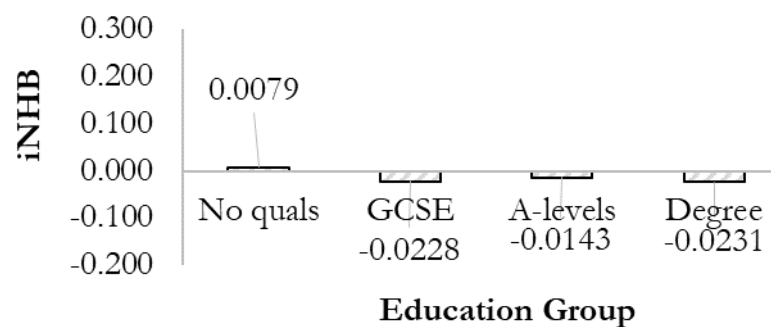 0.300
0.200
0.0079
0.100
iNHB
0.000
No quals GCSE A-levels Degree
-0.100
-0.0228 -0.0143 -0.0231
-0.200
Education Group